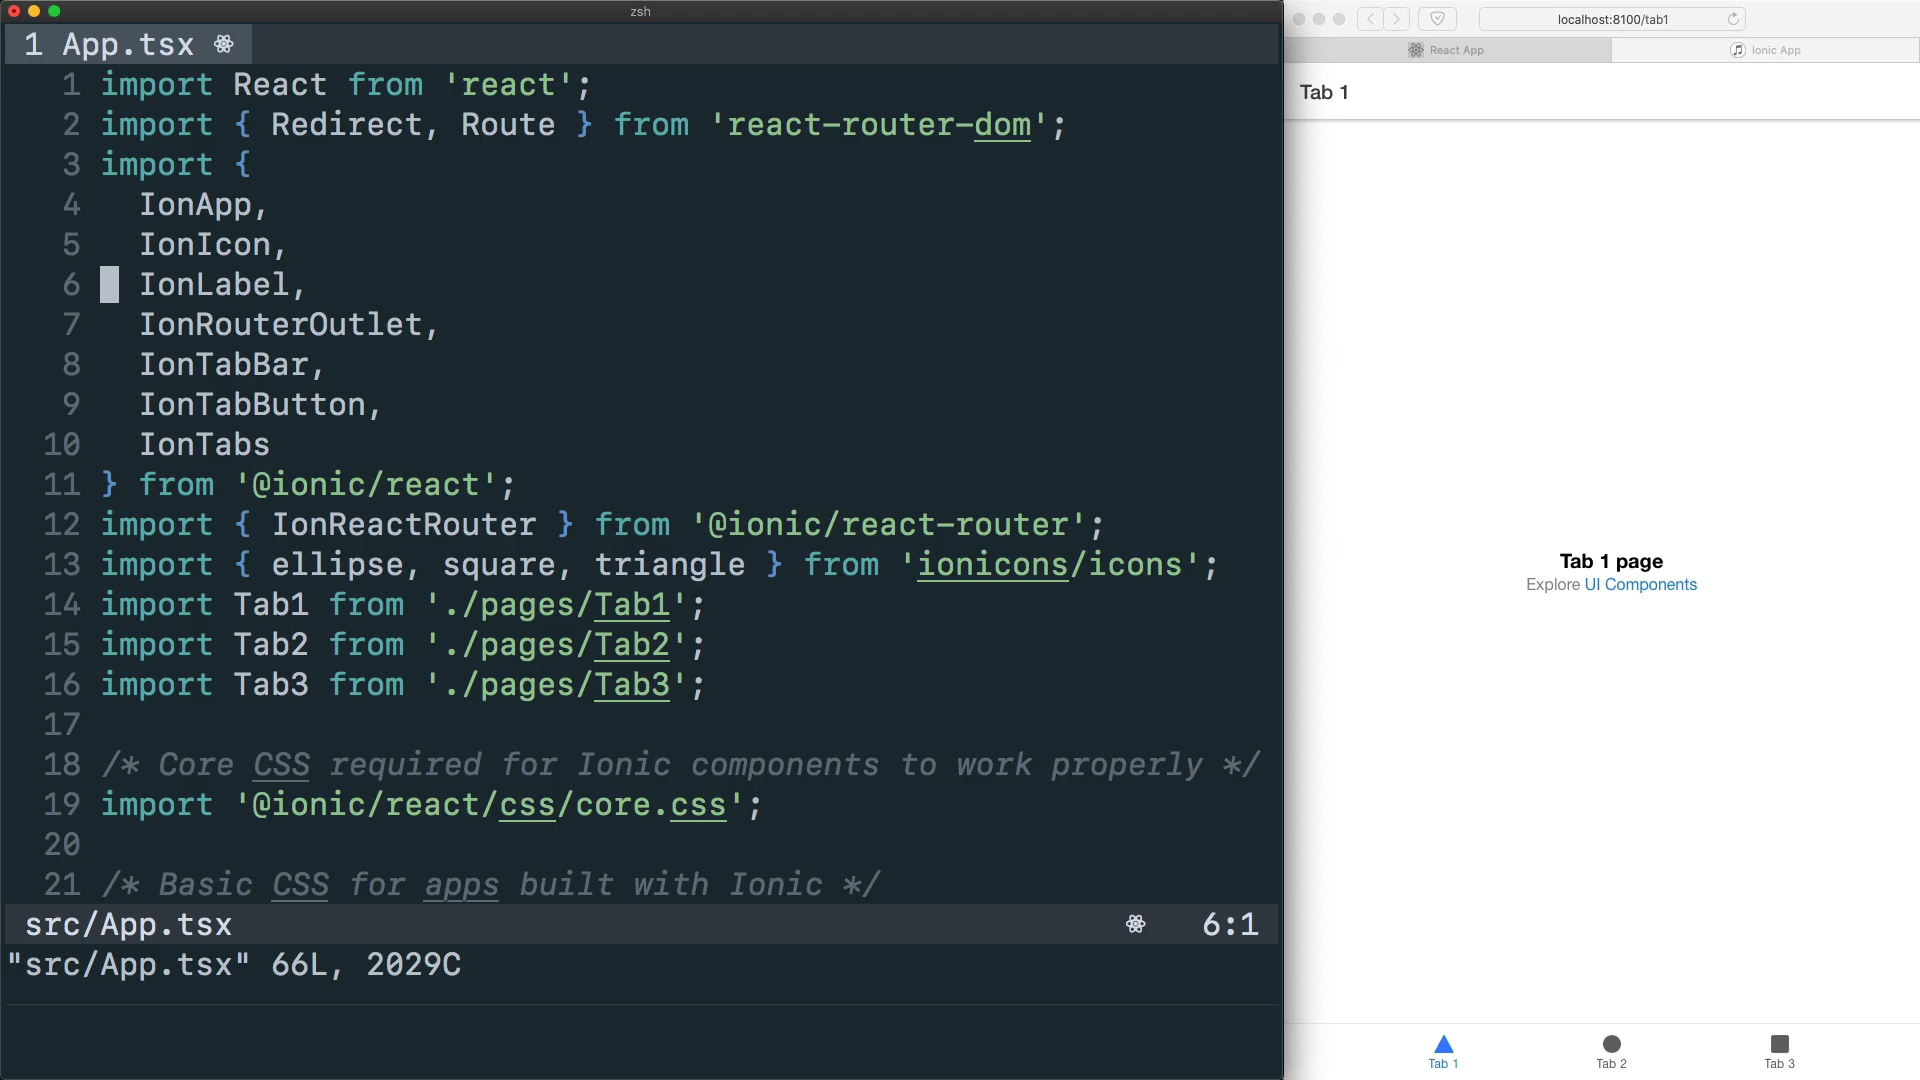 zsh
1 App.tsx
1 import React from 'react';
2 import { Redirect, Route } from 'react-router-dom';
3 import {
4 IonApp,
5 IonIcon,
6 IonLabel,
7 IonRouterOutlet,
8 IonTabBar,
9 IonTabButton,
10 IonTabs
11 } from '@ionic/react';
12 import { IonReactRouter } from '@ionic/react-router';
13 import { ellipse, square, triangle } from 'ionicons/icons';
14 import Tab1 from './pages/Tab1';
15 import Tab2 from './pages/Tab2';
16 import Tab3 from './pages/Tab3';
17
18 /* Core CSS required for Ionic components to work properly */
19 import '@ionic/react/css/core.css';
20
21 /* Basic CSS for apps built with Ionic */
src/App.tsx 6:1
"src/App.tsx" 66L, 2029C
localhost:8100/tab1
React App
Ionic App
Tab 1
Tab 1 page
Explore UI Components
Tab 1
Tab 2
Tab 3